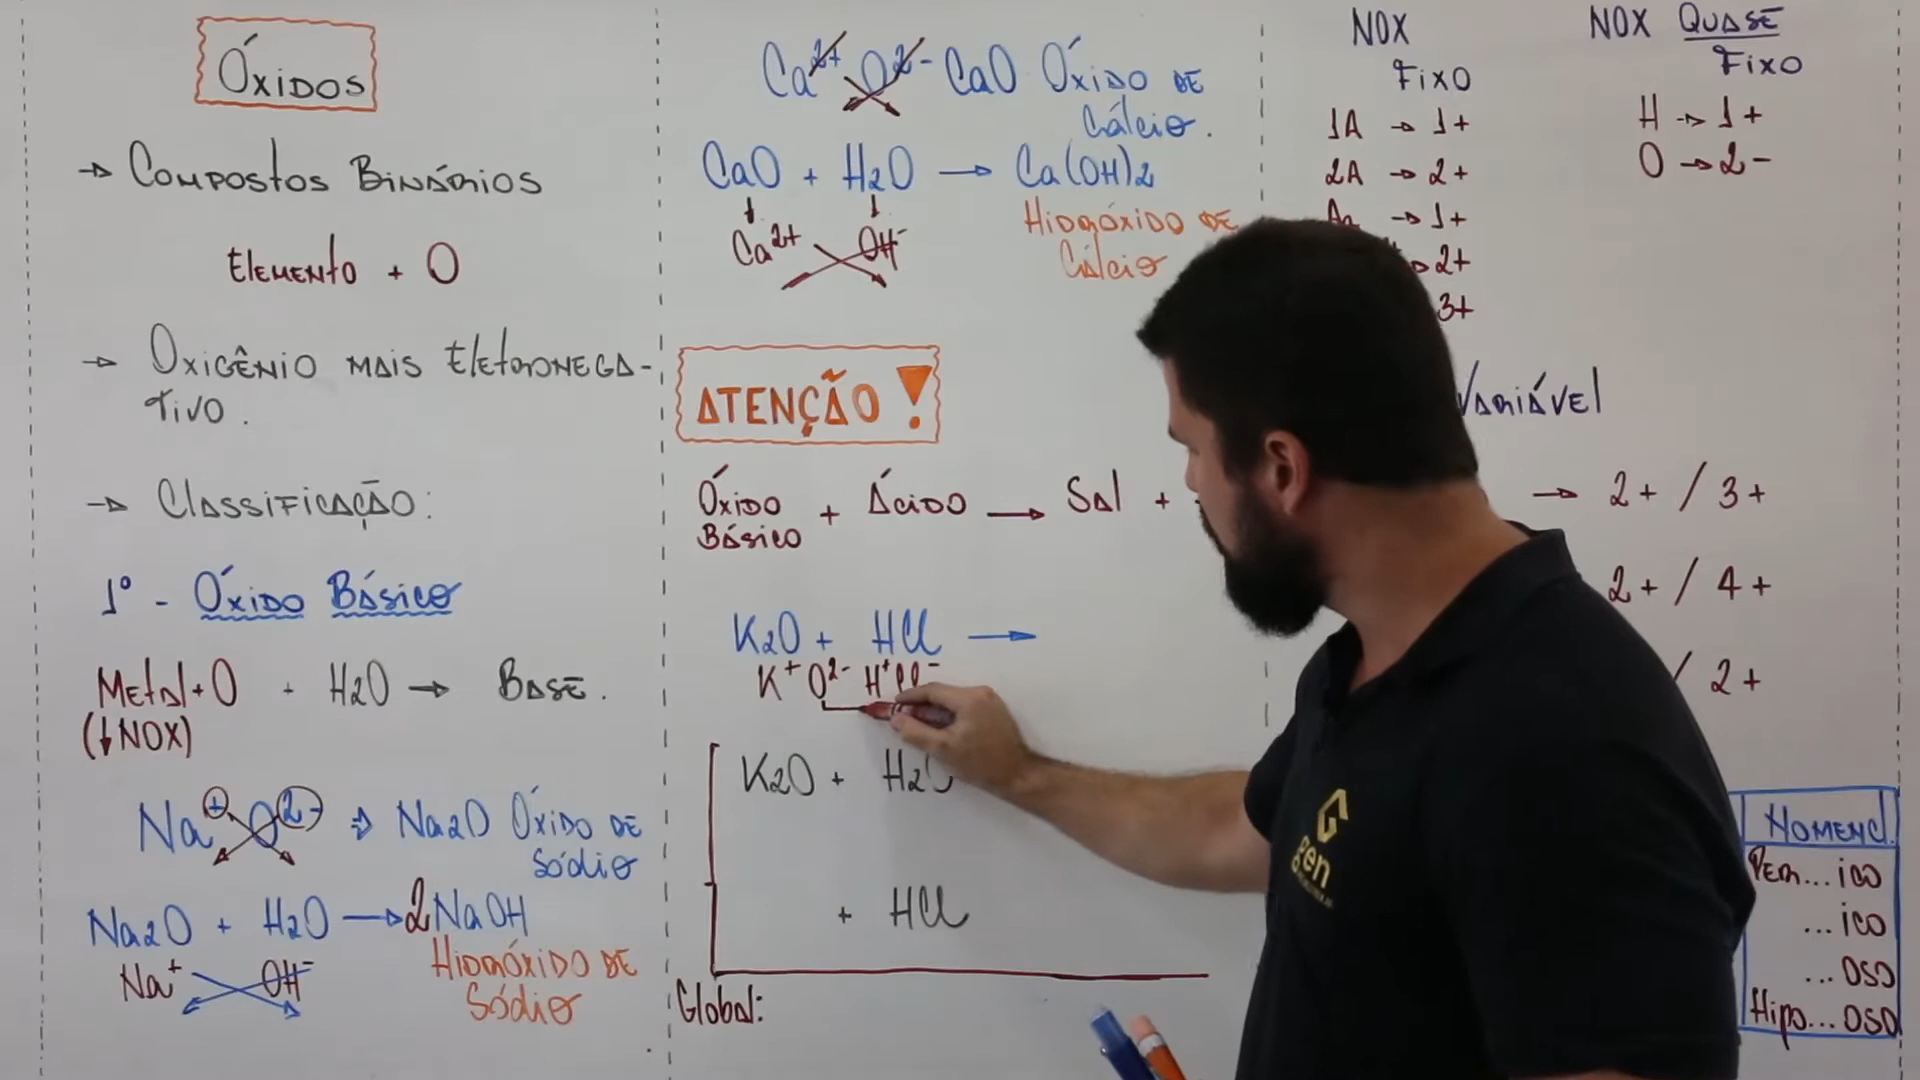 Óxidos
→ Compostos Binários
Elemento + O
→ Oxigênio mais Eletronega-
tivo.
→ Classificação:
1º - Óxido Básico
Metal+O + H2O → Base.
(↓NOX)
Na+ O2- ⇒ Na2O Óxido de
Sódio
Na2O + H2O → 2NaOH
Na+ OH-
Hidróxido de
Sódio
Ca2+ O2- CaO Óxido de
Cálcio.
CaO + H2O → Ca(OH)2
↓ ↓
Ca2+ OH-
Hidróxido de
Cálcio
ATENÇÃO!
Óxido Básico + Ácido → Sal +
K2O + HCl →
K+ O2- H+
K2O +
+ HCl
Global:
NOX
Fixo
1A → 1+
2A → 2+
→ 1+
2+
3+
NOX Quase
Fixo
H → 1+
O → 2-
Variável
→ 2+ / 3+
2+ / 4+
/ 2+
Nomencl.
Per...ico
...ico
...oso
Hipo...oso
gen